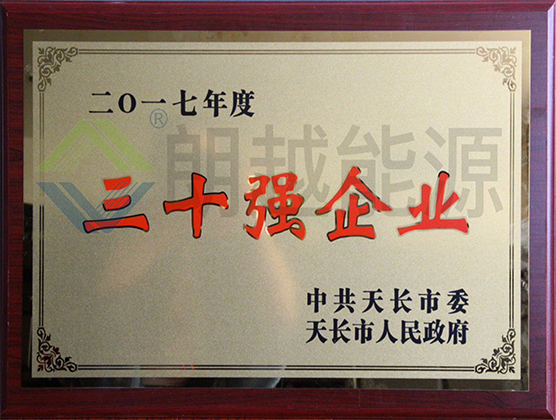 二〇一七年度
朗越能源
®
三十强企业
中共天长市委
天长市人民政府